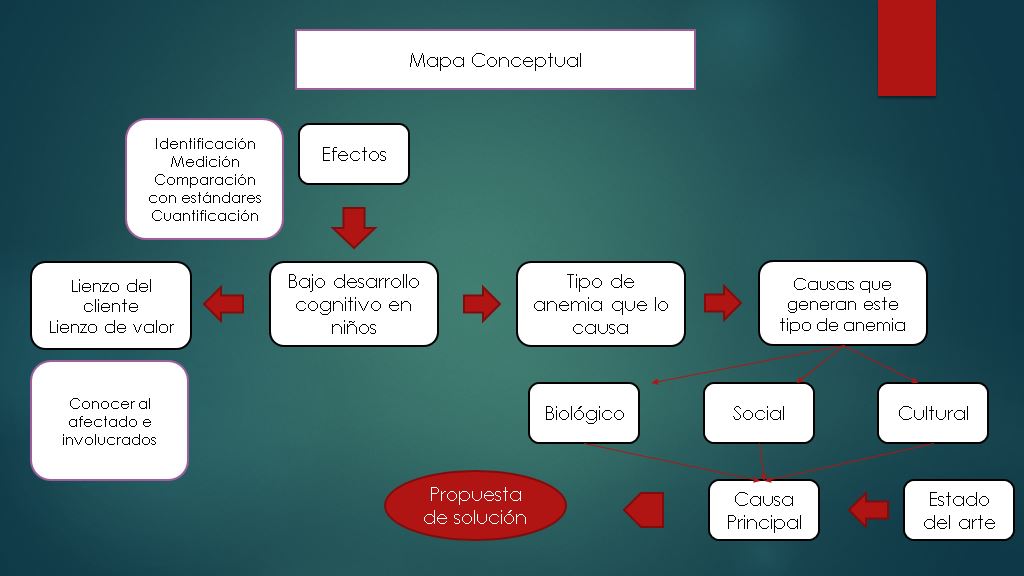 Mapa Conceptual
Identificación
Medición
Comparación
con estándares
Cuantificación
Efectos
Lienzo del
cliente
Lienzo de valor
Bajo desarrollo
cognitivo en
niños
Tipo de
anemia que lo
causa
Causas que
generan este
tipo de anemia
Conocer al
afectado e
involucrados
Biológico
Social
Cultural
Propuesta
de solución
Causa
Principal
Estado
del arte